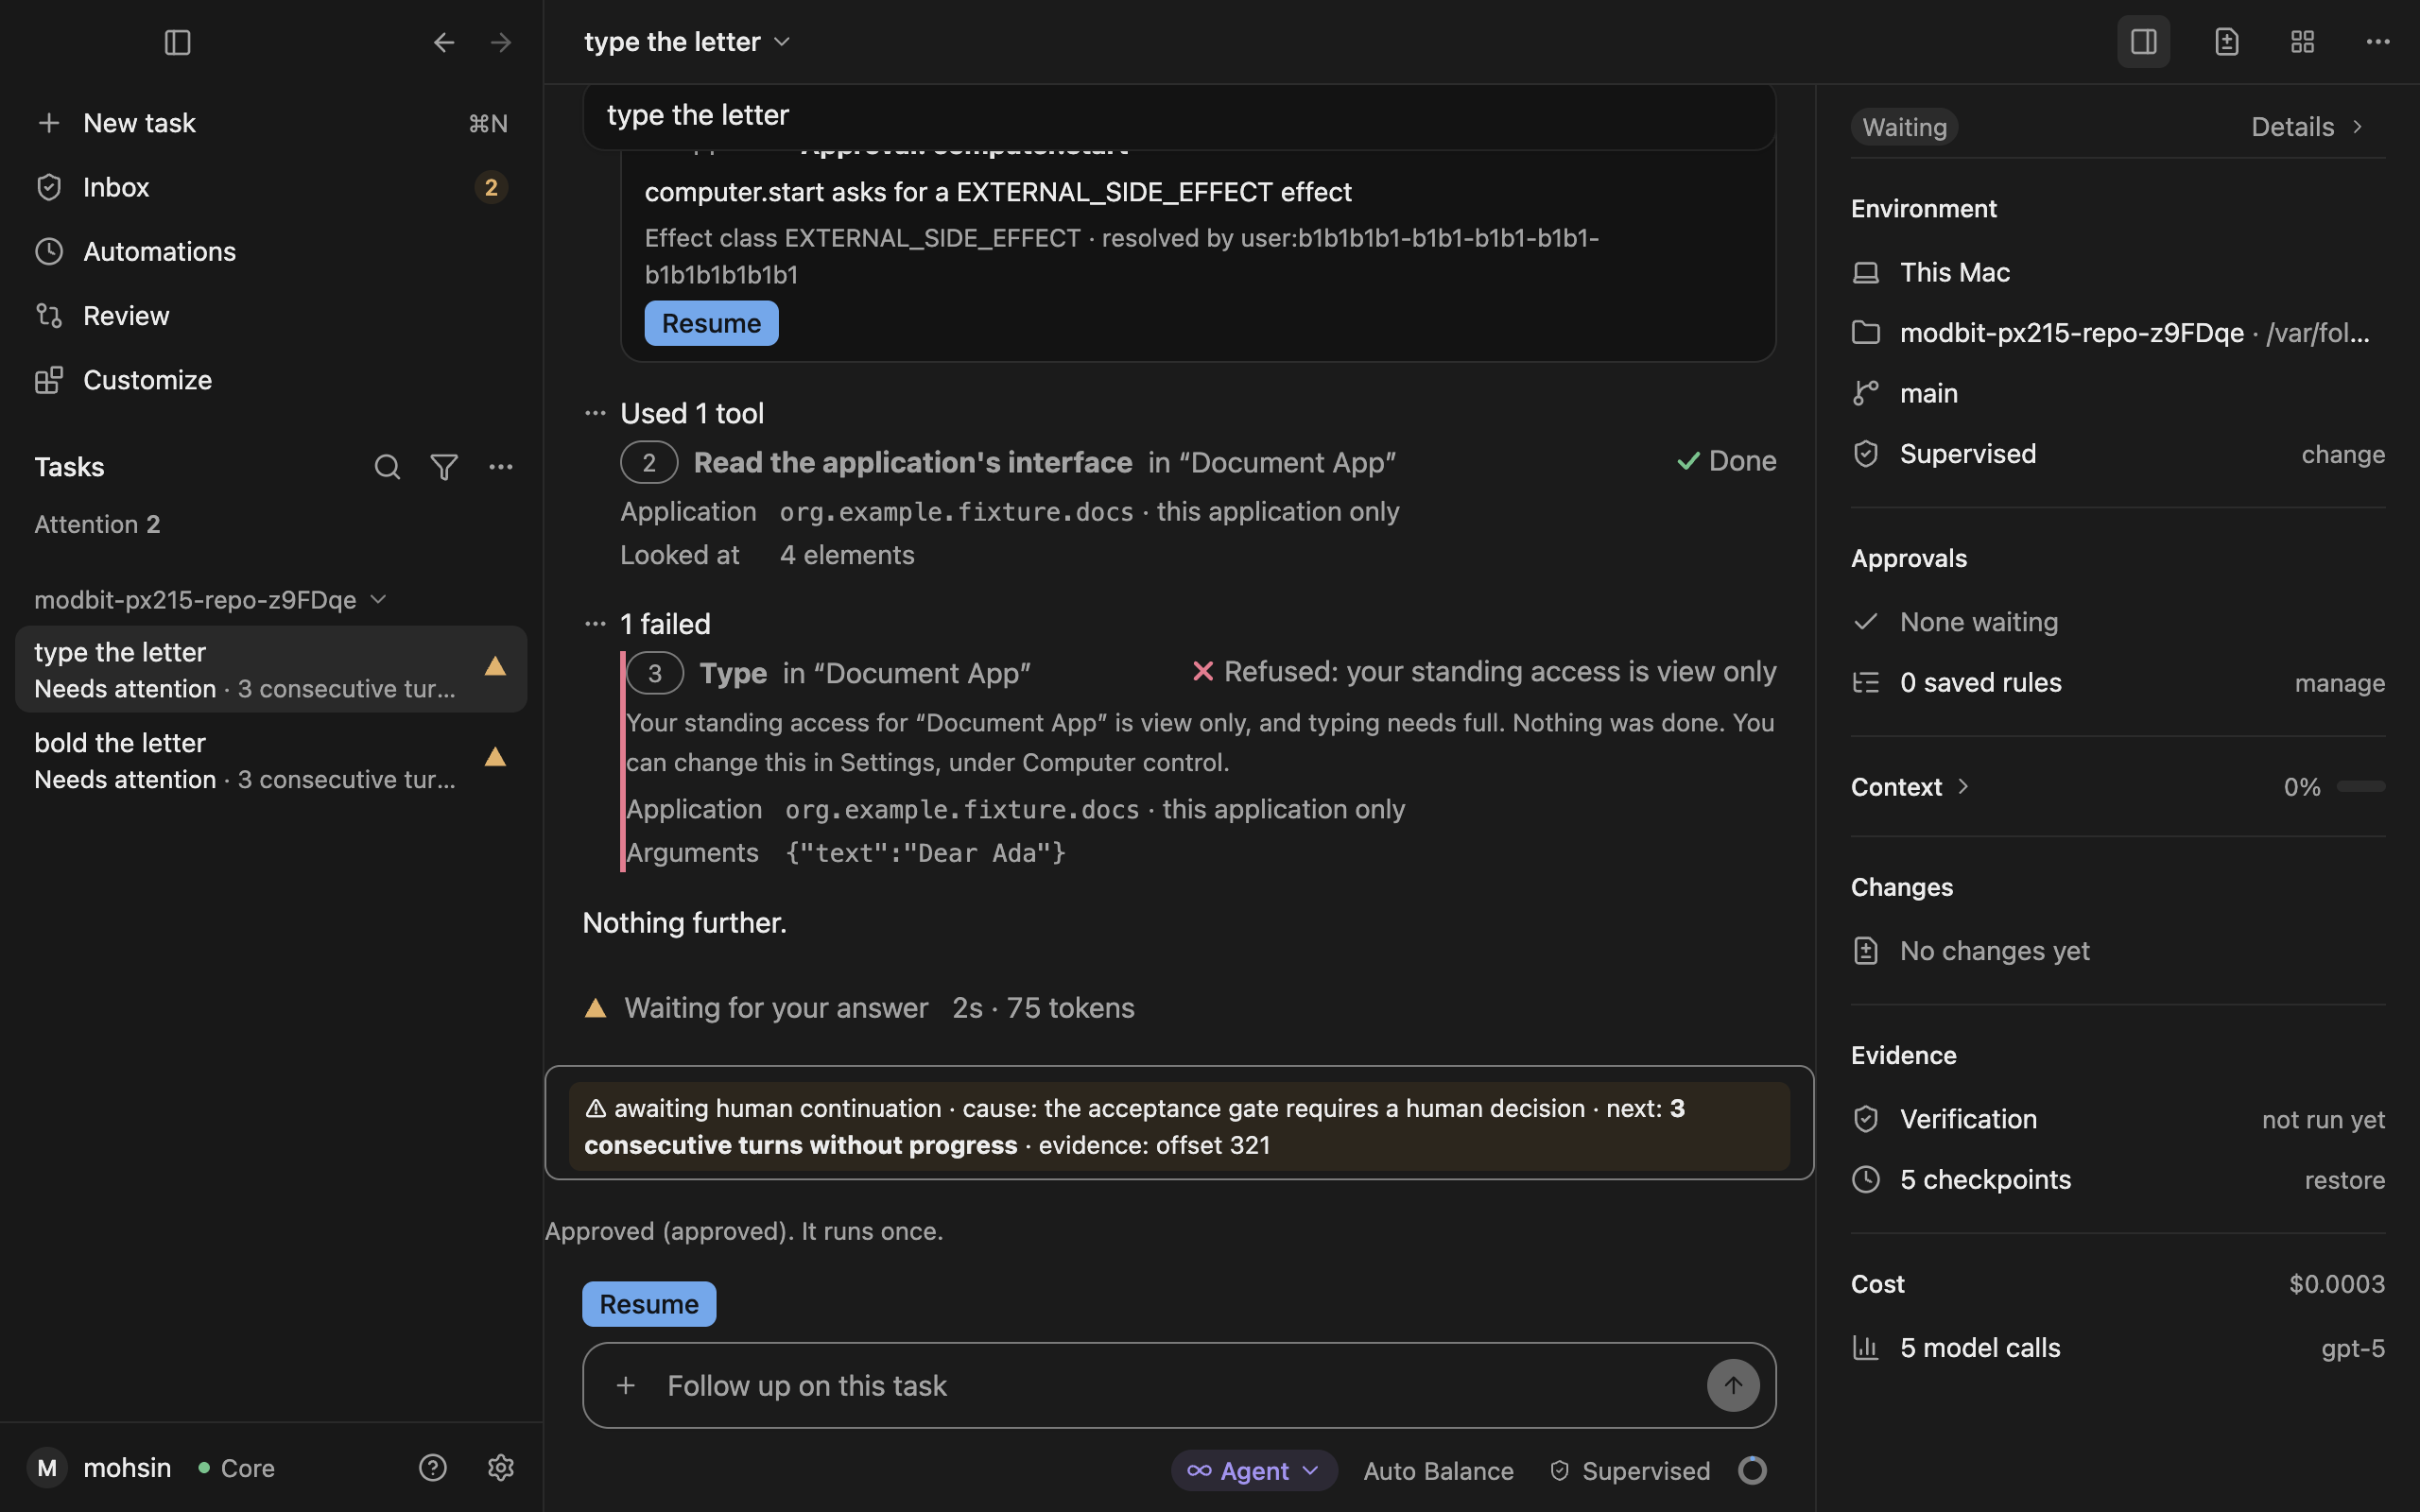 New task ⌘N
Inbox 2
Automations
Review
Customize
Tasks
Attention 2
modbit-px215-repo-z9FDqe
type the letter
Needs attention · 3 consecutive tur...
bold the letter
Needs attention · 3 consecutive tur...
M mohsin Core
type the letter
type the letter
Approval: computer.start
computer.start asks for a EXTERNAL_SIDE_EFFECT effect
Effect class EXTERNAL_SIDE_EFFECT · resolved by user:b1b1b1b1-b1b1-b1b1-b1b1-
b1b1b1b1b1b1
Resume
Used 1 tool
2 Read the application's interface in “Document App” Done
Application org.example.fixture.docs · this application only
Looked at 4 elements
1 failed
3 Type in “Document App” Refused: your standing access is view only
Your standing access for “Document App” is view only, and typing needs full. Nothing was done. You
can change this in Settings, under Computer control.
Application org.example.fixture.docs · this application only
Arguments {"text":"Dear Ada"}
Nothing further.
Waiting for your answer 2s · 75 tokens
awaiting human continuation · cause: the acceptance gate requires a human decision · next: 3
consecutive turns without progress · evidence: offset 321
Approved (approved). It runs once.
Resume
Follow up on this task
Agent Auto Balance Supervised
Waiting Details
Environment
This Mac
modbit-px215-repo-z9FDqe · /var/fol...
main
Supervised change
Approvals
None waiting
0 saved rules manage
Context 0%
Changes
No changes yet
Evidence
Verification not run yet
5 checkpoints restore
Cost $0.0003
5 model calls gpt-5